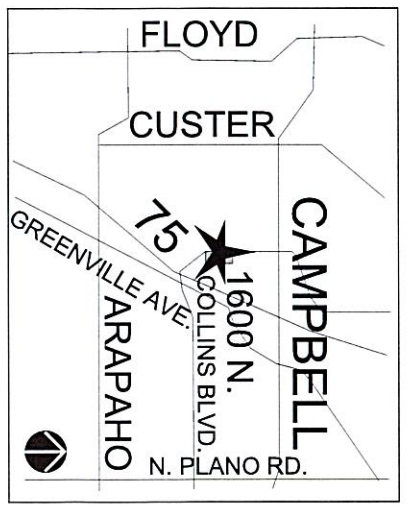 FLOYD
CUSTER
75
GREENVILLE AVE.
1600 N.
COLLINS BLVD.
CAMPBELL
ARAPAHO
N. PLANO RD.